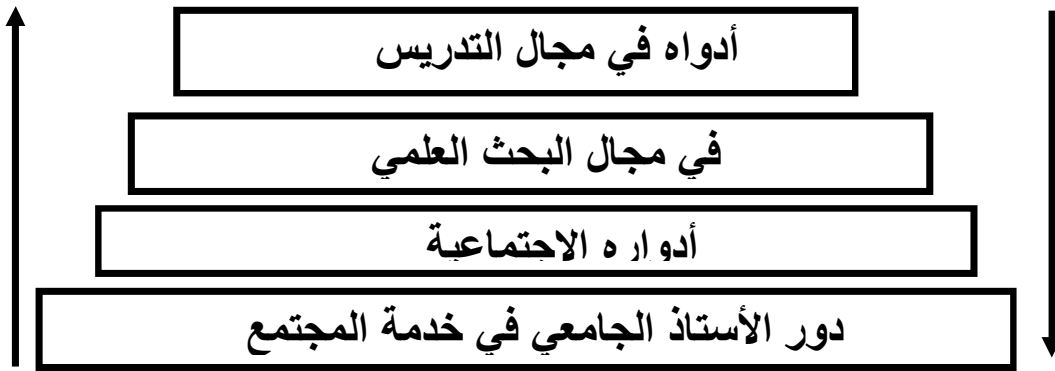 أدواه في مجال التدريس
في مجال البحث العلمي
أدواره الاجتماعية
دور الأستاذ الجامعي في خدمة المجتمع